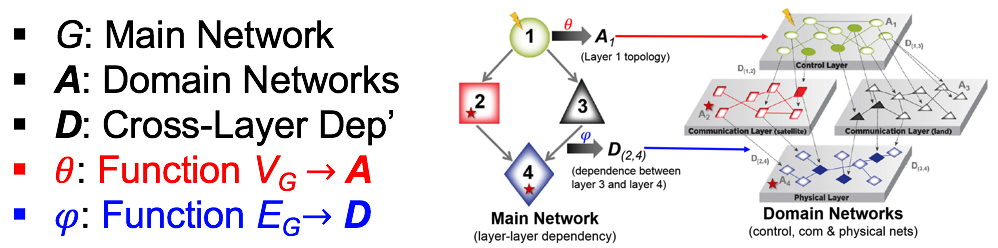 ▪ G: Main Network
▪ A: Domain Networks
▪ D: Cross-Layer Dep’
▪ θ: Function V_G → A
▪ φ: Function E_G → D
1
θ
A_1
(Layer 1 topology)
2
3
4
φ
D_(2,4)
(dependence between
layer 3 and layer 4)
Main Network
(layer-layer dependency)
A_1
Control Layer
D_(1,2)
D_(1,3)
A_2
Communication Layer (satellite)
A_3
Communication Layer (land)
D_(2,4)
D_(3,4)
A_4
Physical Layer
Domain Networks
(control, com & physical nets)